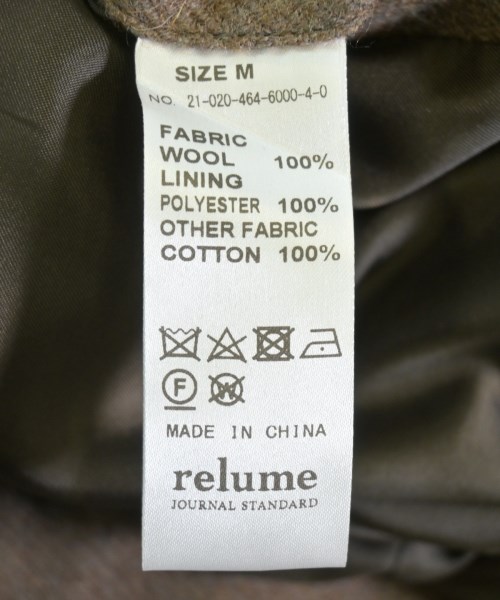 SIZE M
NO. 21-020-464-6000-4-0
FABRIC
WOOL 100%
LINING
POLYESTER 100%
OTHER FABRIC
COTTON 100%
F W
MADE IN CHINA
relume
JOURNAL STANDARD